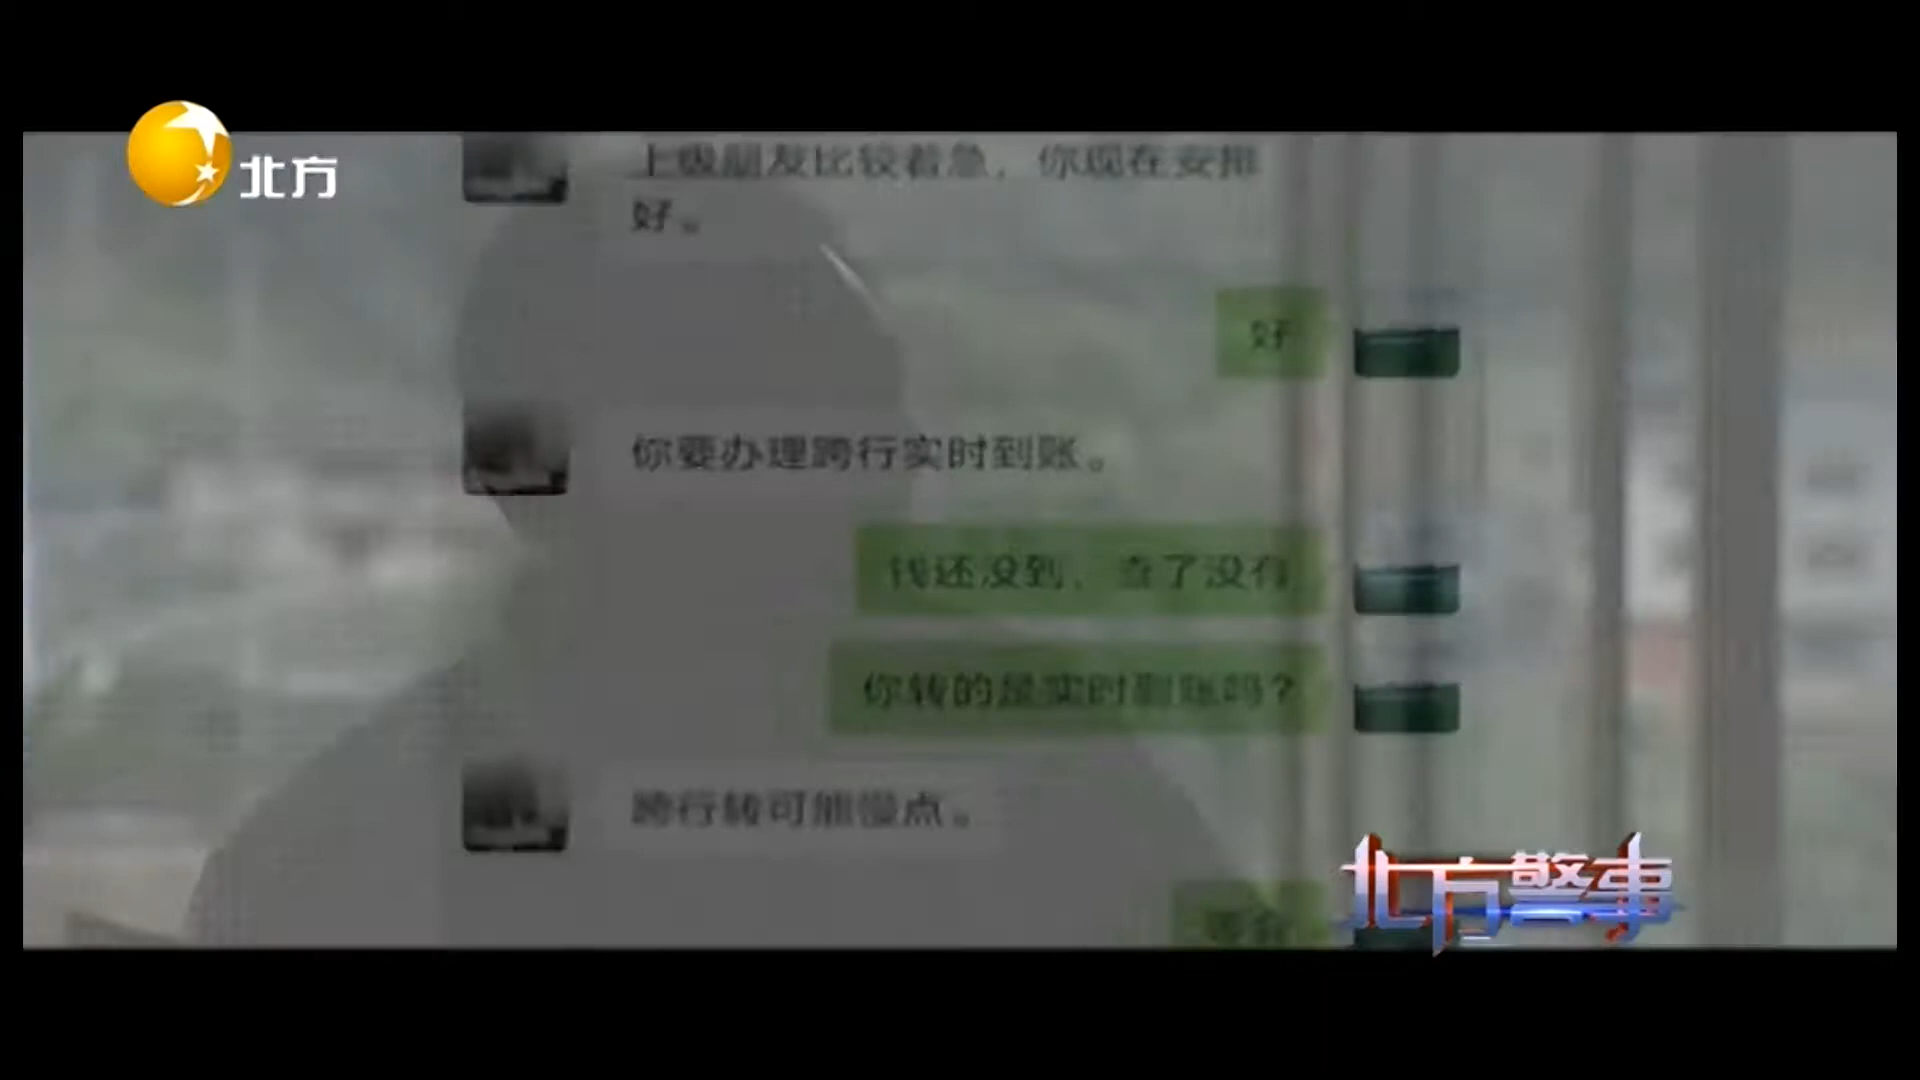 北方
上级朋友比较着急，你现在安排
好。
好
你要办理跨行实时到账。
钱还没到，查了没有
你转的是实时到账吗?
跨行转可能慢点。
北方警事